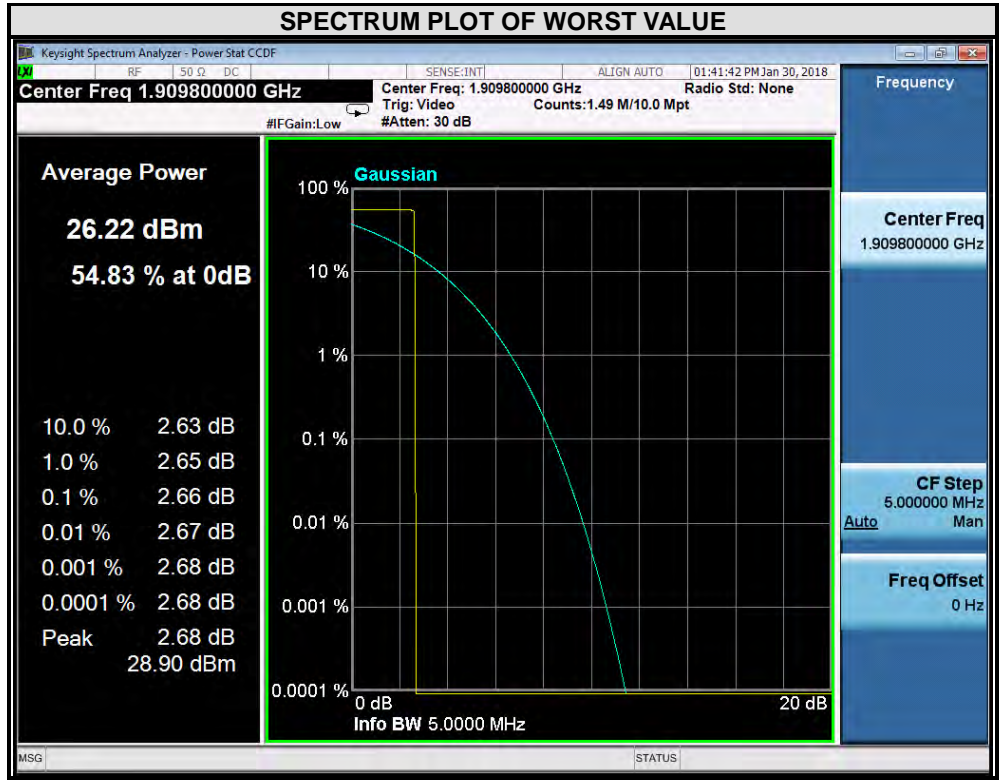 SPECTRUM PLOT OF WORST VALUE
Keysight Spectrum Analyzer - Power Stat CCDF
LXI RF 50 Ω DC SENSE:INT ALIGN AUTO 01:41:42 PM Jan 30, 2018
Center Freq 1.909800000 GHz
Center Freq: 1.909800000 GHz
Radio Std: None
Trig: Video
Counts:1.49 M/10.0 Mpt
#IFGain:Low
#Atten: 30 dB
Average Power
26.22 dBm
54.83 % at 0dB
10.0 % 2.63 dB
1.0 % 2.65 dB
0.1 % 2.66 dB
0.01 % 2.67 dB
0.001 % 2.68 dB
0.0001 % 2.68 dB
Peak 2.68 dB
28.90 dBm
Gaussian
100 %
10 %
1 %
0.1 %
0.01 %
0.001 %
0.0001 %
0 dB
20 dB
Info BW 5.0000 MHz
Frequency
Center Freq
1.909800000 GHz
CF Step
5.000000 MHz
Auto Man
Freq Offset
0 Hz
MSG
STATUS